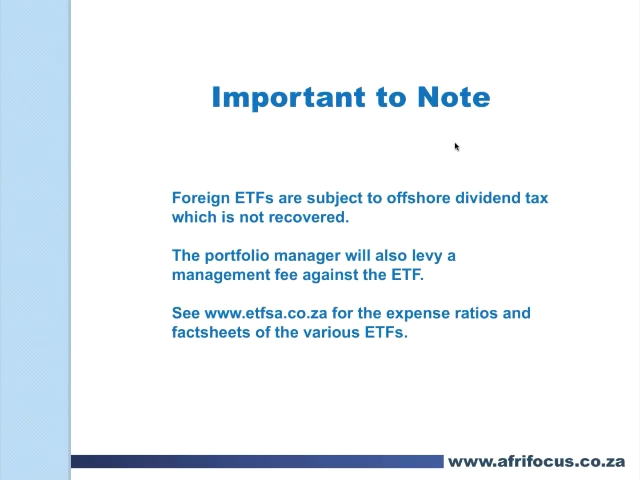 Important to Note
Foreign ETFs are subject to offshore dividend tax
which is not recovered.
The portfolio manager will also levy a
management fee against the ETF.
See www.etfsa.co.za for the expense ratios and
factsheets of the various ETFs.
www.afrifocus.co.za